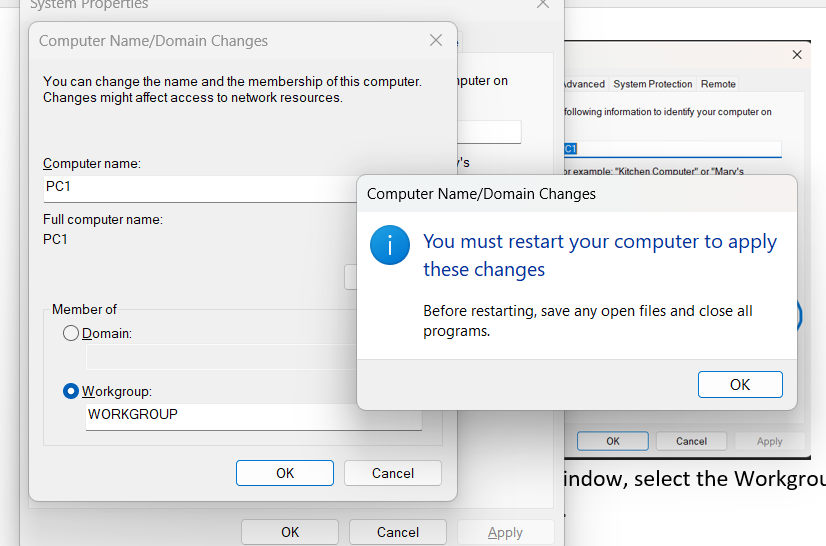 System Properties
Computer Name/Domain Changes
You can change the name and the membership of this computer.
Changes might affect access to network resources.
Computer name:
PC1
Full computer name:
PC1
Member of
Domain:
Workgroup:
WORKGROUP
OK Cancel
OK Cancel Apply
computer on
's
Computer Name/Domain Changes
You must restart your computer to apply
these changes
Before restarting, save any open files and close all
programs.
OK
Advanced System Protection Remote
following information to identify your computer on
C1
or example: "Kitchen Computer" or "Mary's
OK Cancel Apply
indow, select the Workgrou